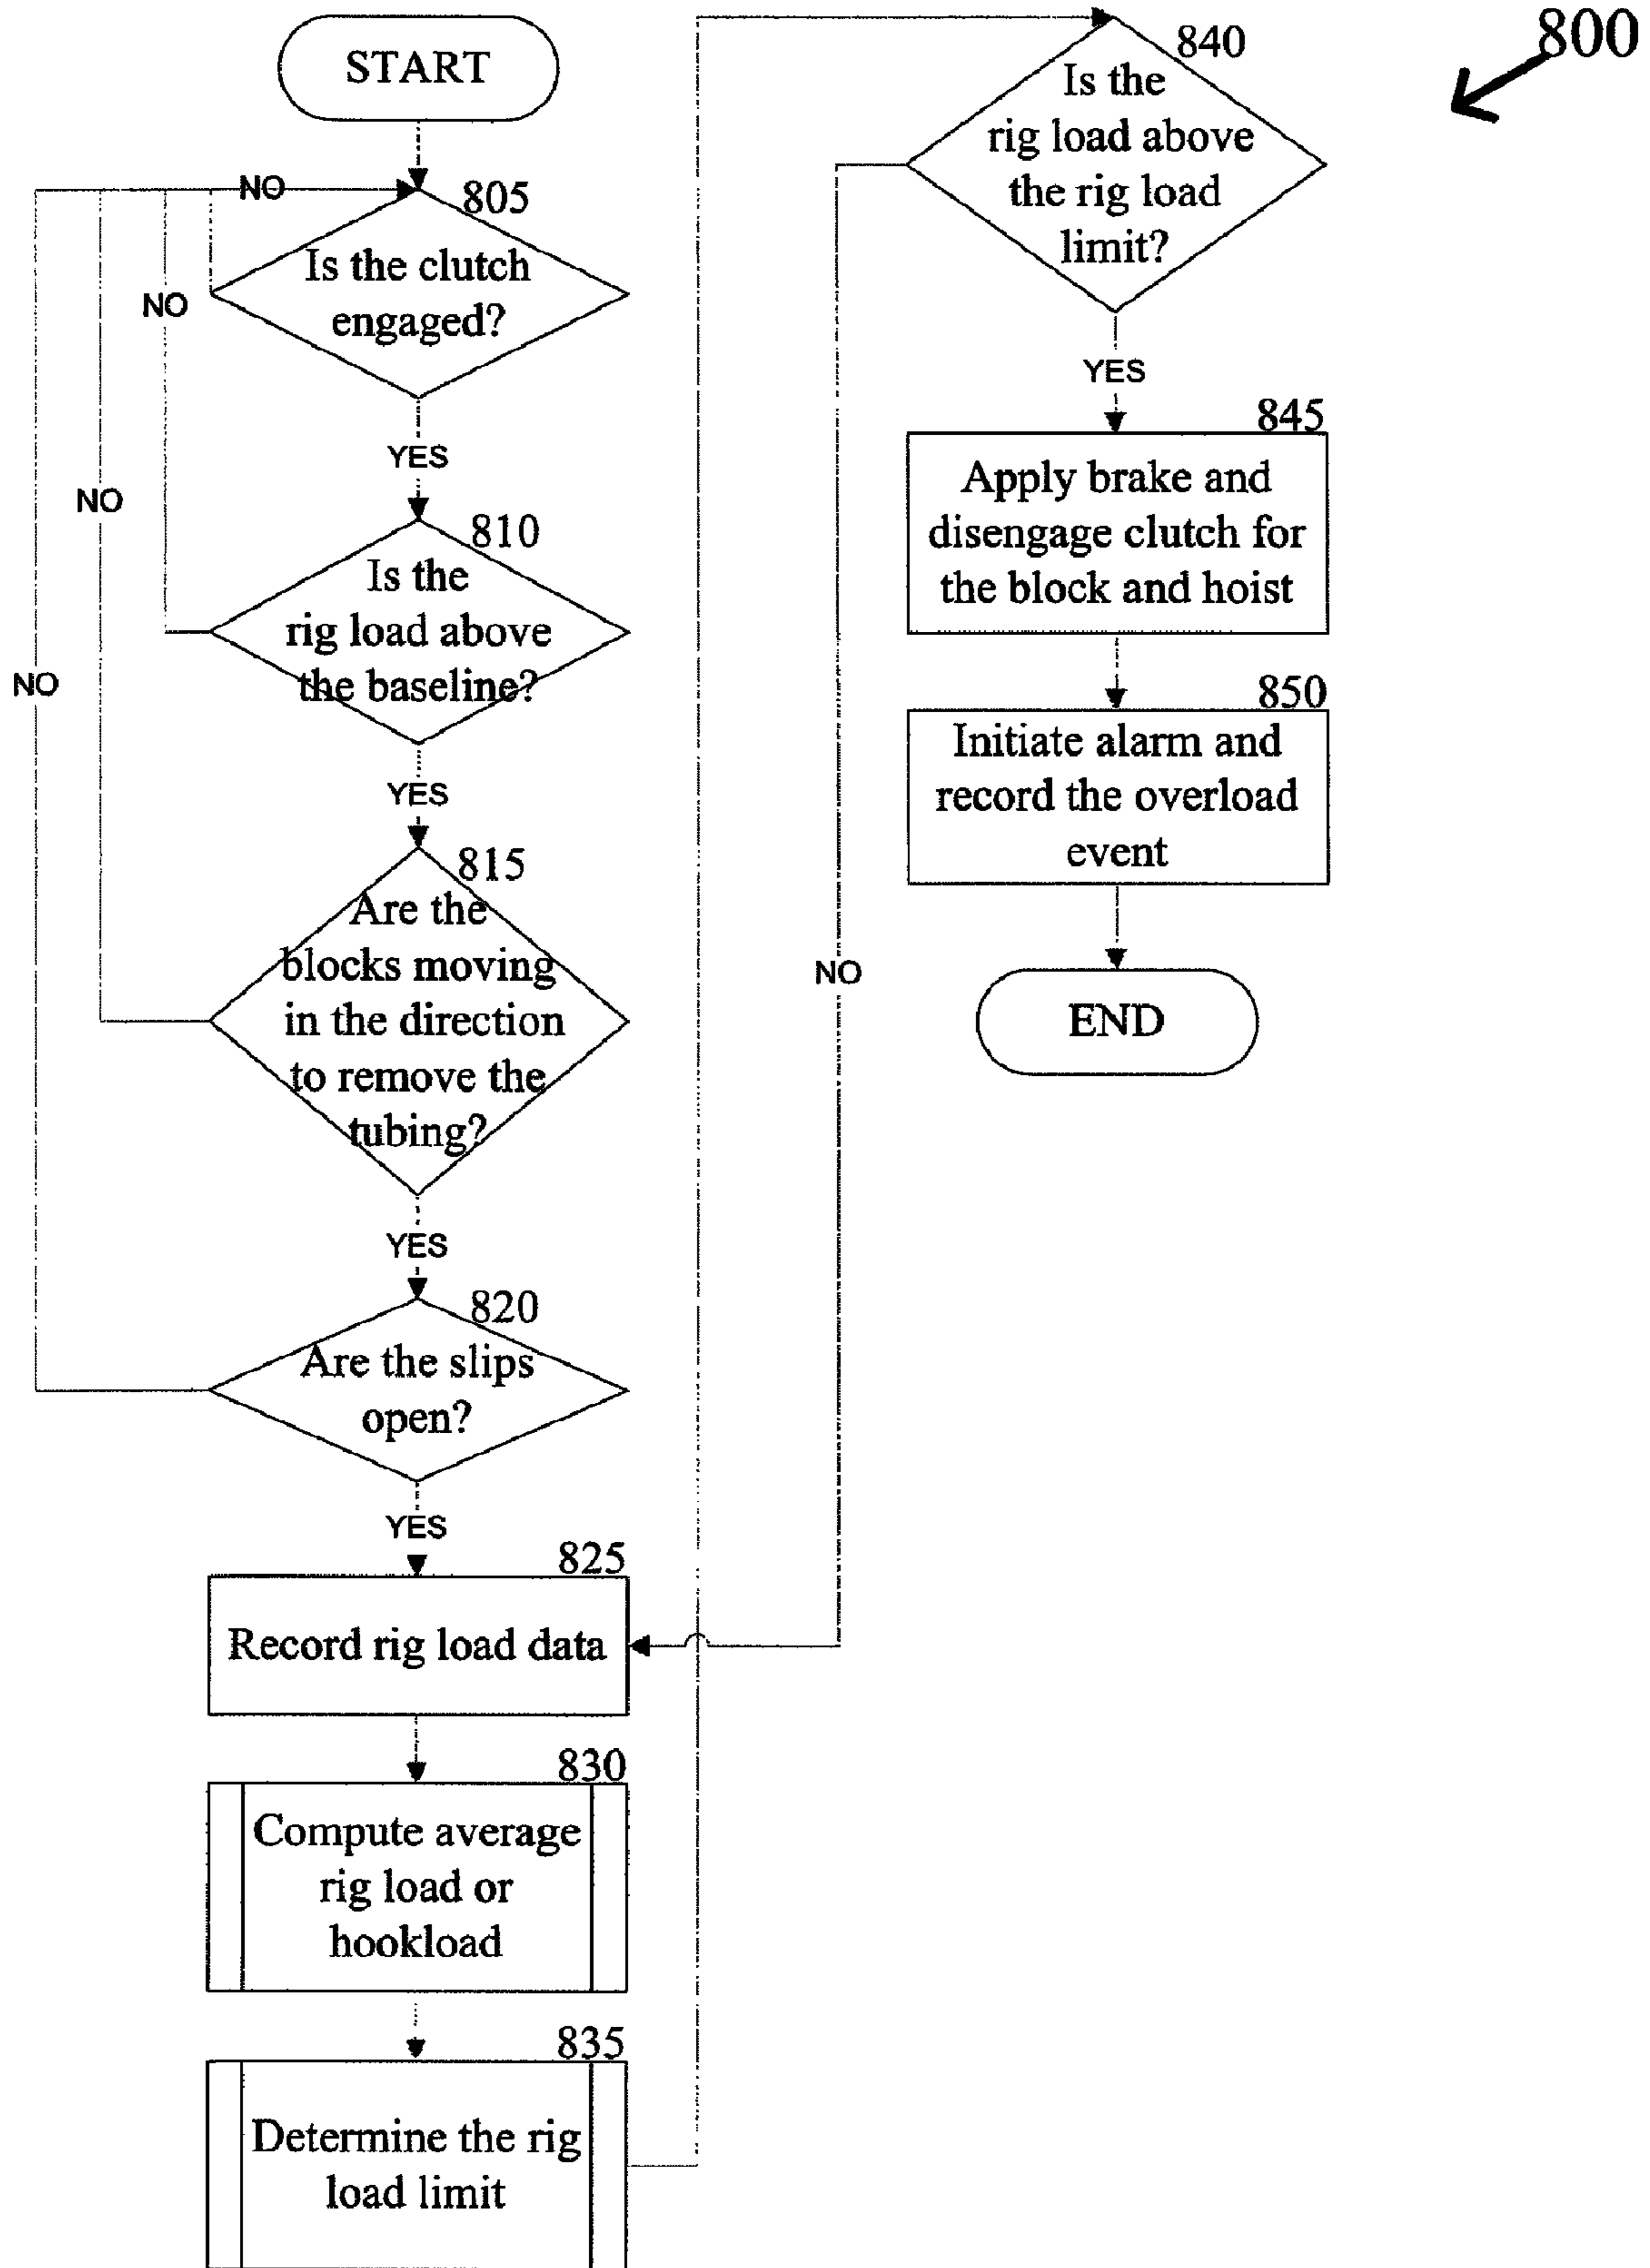 800
START
NO
805
Is the clutch
engaged?
NO
YES
810
Is the
rig load above
the baseline?
NO
YES
815
Are the
blocks moving
in the direction
to remove the
tubing?
NO
YES
820
Are the slips
open?
YES
825
Record rig load data
830
Compute average
rig load or
hookload
835
Determine the rig
load limit
840
Is the
rig load above
the rig load
limit?
YES
845
Apply brake and
disengage clutch for
the block and hoist
850
Initiate alarm and
record the overload
event
NO
END